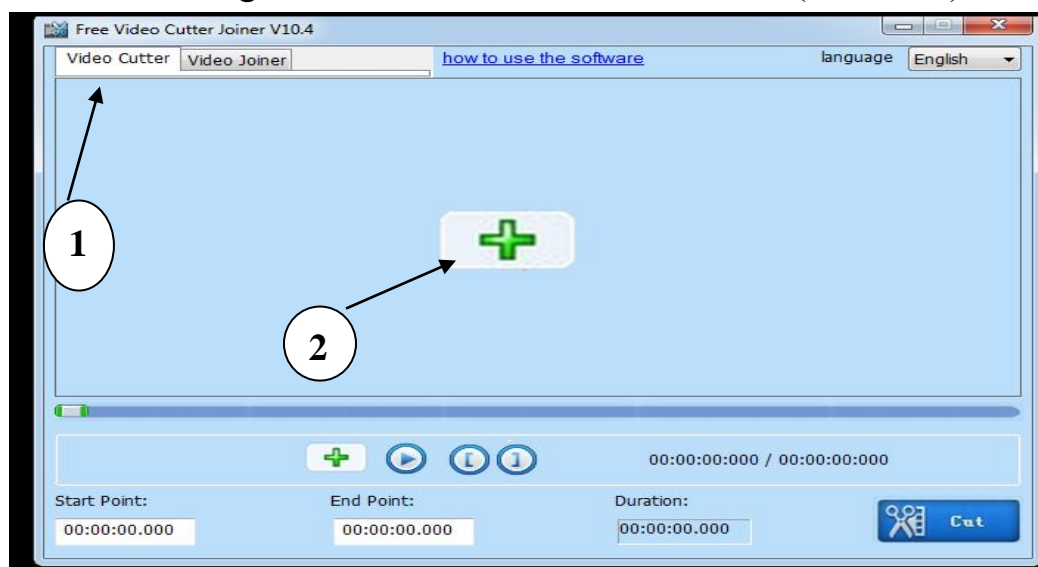 Free Video Cutter Joiner V10.4
Video Cutter Video Joiner how to use the software language English
1
2
[ ] 00:00:00:000 / 00:00:00:000
Start Point: End Point: Duration:
00:00:00.000 00:00:00.000 00:00:00.000 Cut